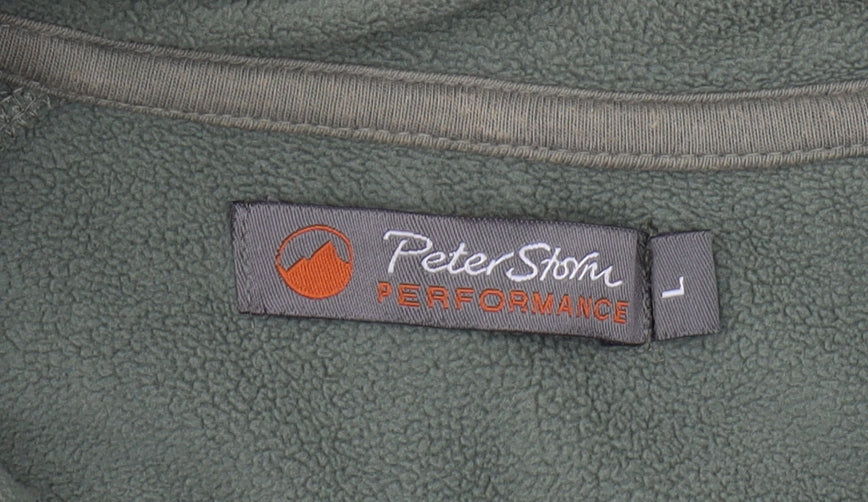 Peter Storm
PERFORMANCE
L